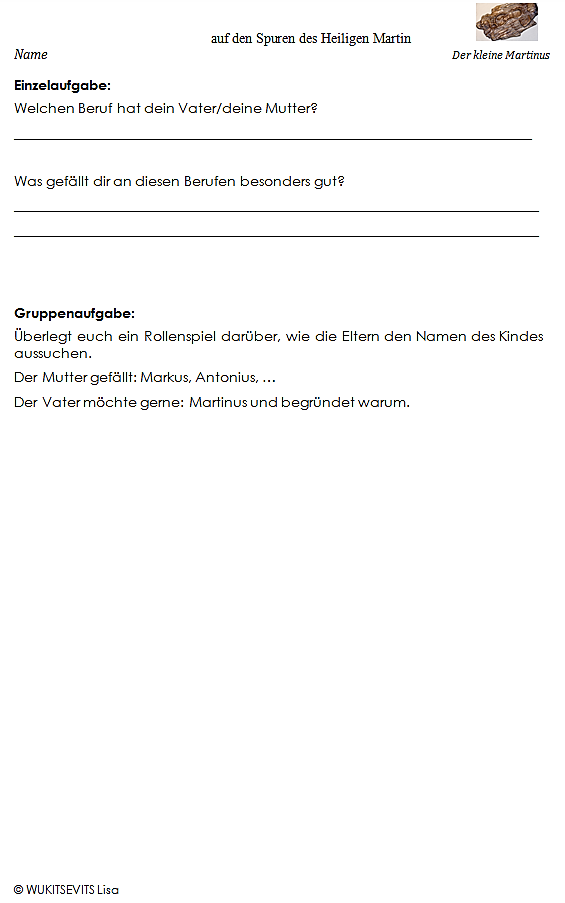 auf den Spuren des Heiligen Martin
Name
Der kleine Martinus
Einzelaufgabe:
Welchen Beruf hat dein Vater/deine Mutter?
Was gefällt dir an diesen Berufen besonders gut?
Gruppenaufgabe:
Überlegt euch ein Rollenspiel darüber, wie die Eltern den Namen des Kindes
aussuchen.
Der Mutter gefällt: Markus, Antonius, …
Der Vater möchte gerne: Martinus und begründet warum.
© WUKITSEVITS Lisa